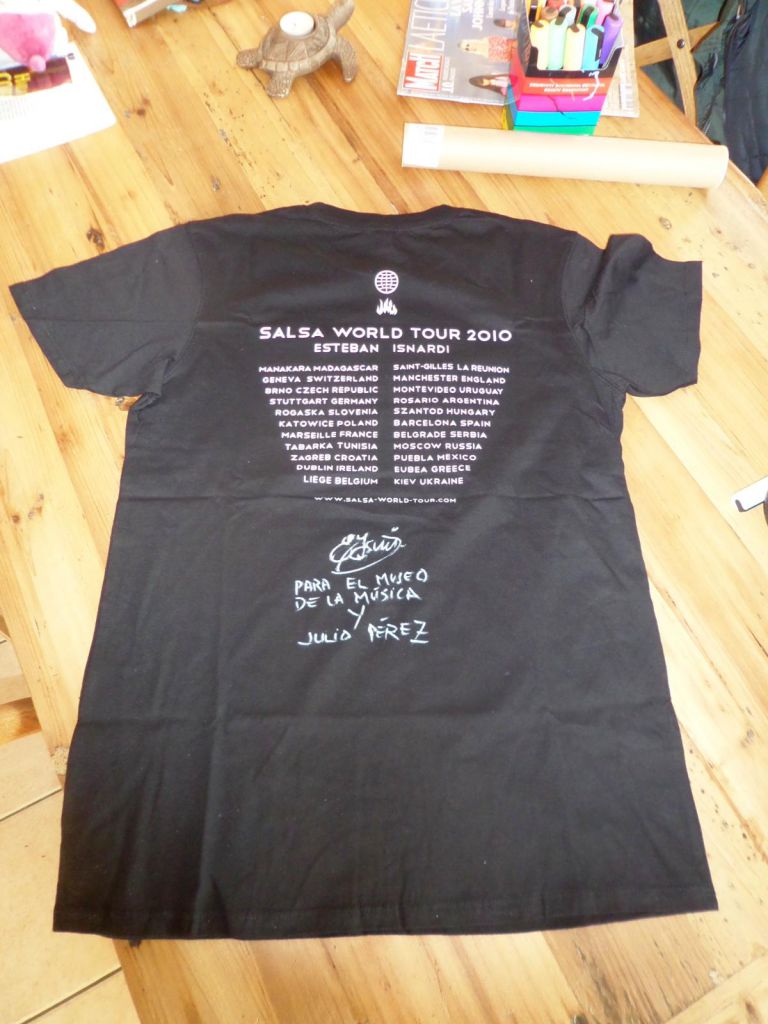 MATCH
SALSA WORLD TOUR 2010
ESTEBAN ISNARDI
MANAKARA MADAGASCAR
GENEVA SWITZERLAND
BRNO CZECH REPUBLIC
STUTTGART GERMANY
ROGASKA SLOVENIA
KATOWICE POLAND
MARSEILLE FRANCE
TABARKA TUNISIA
ZAGREB CROATIA
DUBLIN IRELAND
LIEGE BELGIUM
SAINT-GILLES LA REUNION
MANCHESTER ENGLAND
MONTEVIDEO URUGUAY
ROSARIO ARGENTINA
SZANTOD HUNGARY
BARCELONA SPAIN
BELGRADE SERBIA
MOSCOW RUSSIA
PUEBLA MEXICO
EUBEA GREECE
KIEV UKRAINE
WWW.SALSA-WORLD-TOUR.COM
PARA EL MUSEO
DE LA MÚSICA
Y
JULIO PÉREZ